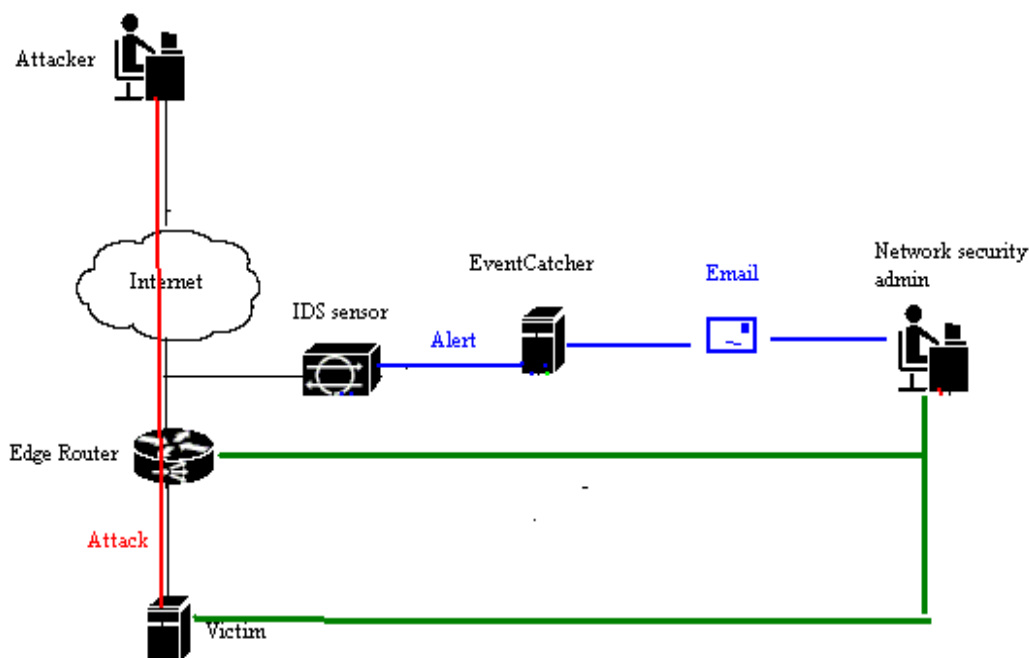 Attacker
Internet
EventCatcher
Email
Network security
admin
IDS sensor
Alert
Edge Router
Attack
Victim